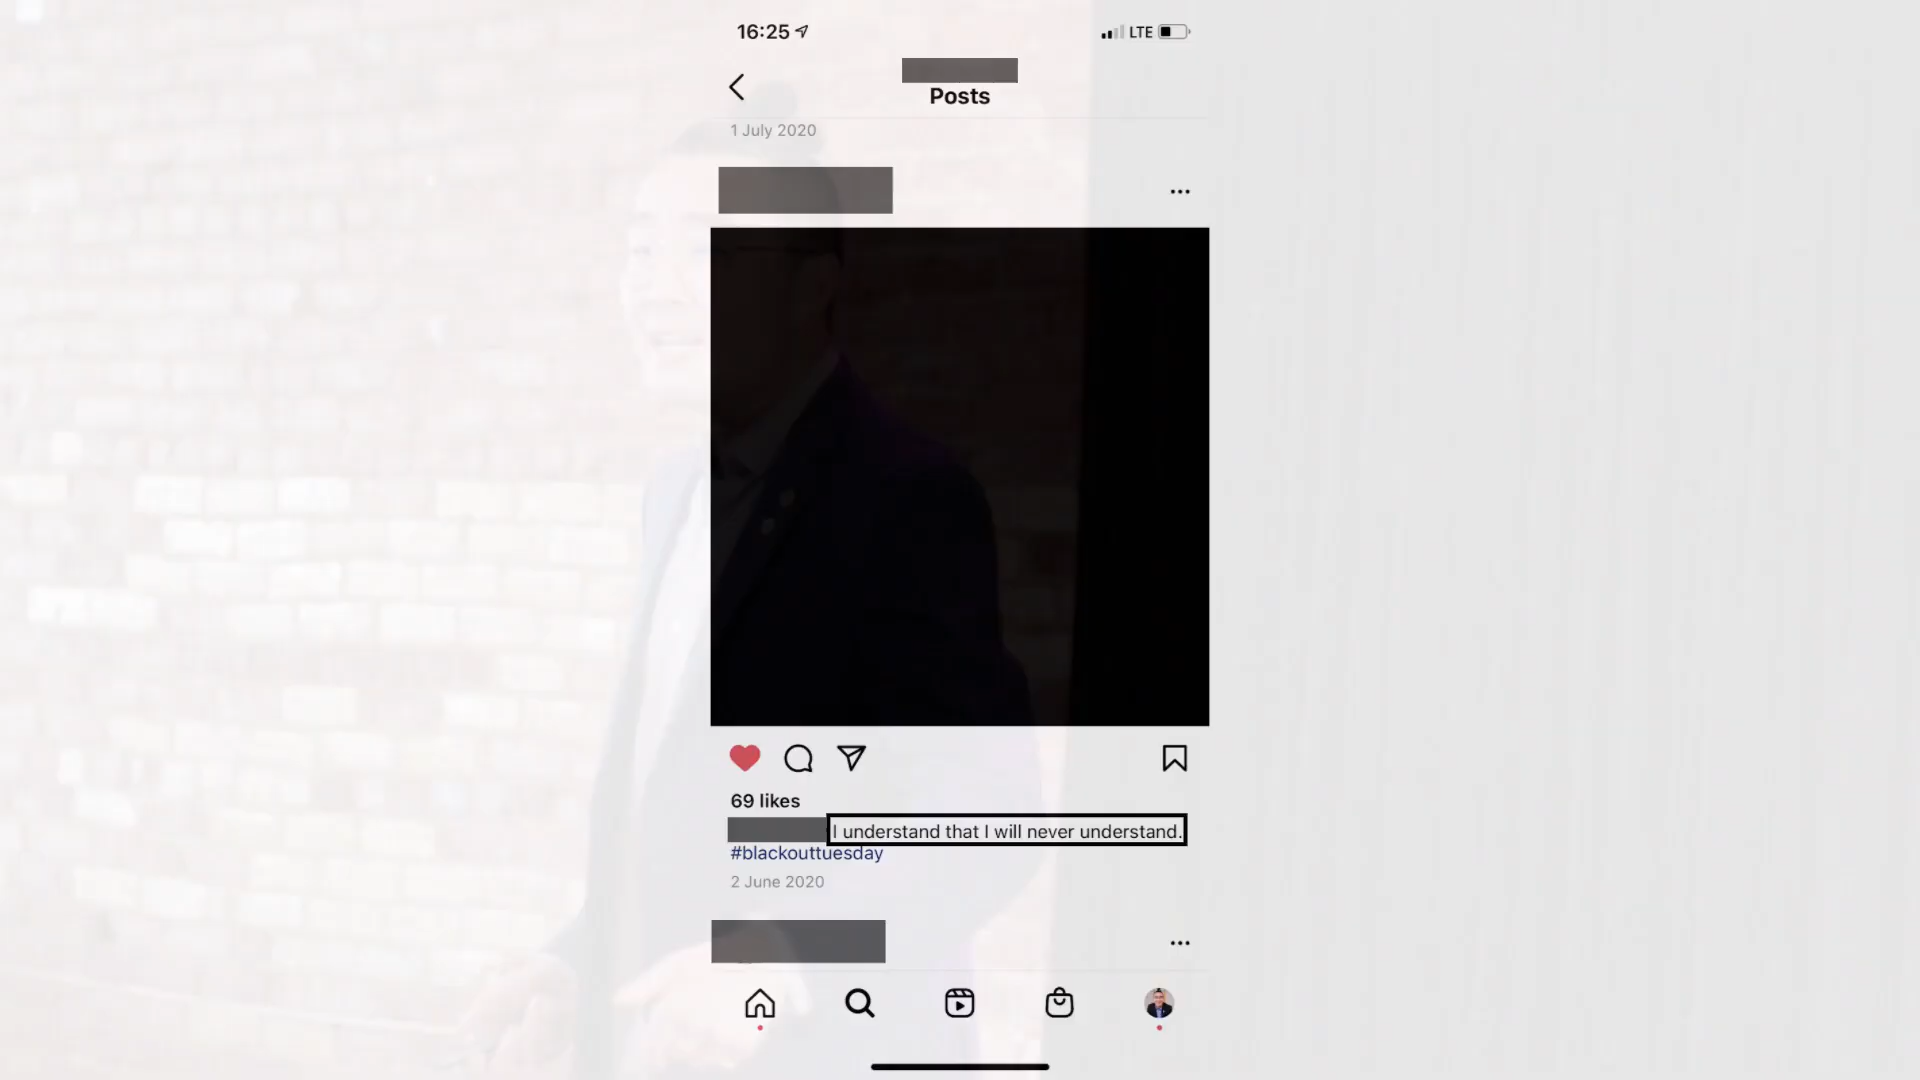 16:25
LTE
Posts
1 July 2020
69 likes
I understand that I will never understand.
#blackouttuesday
2 June 2020